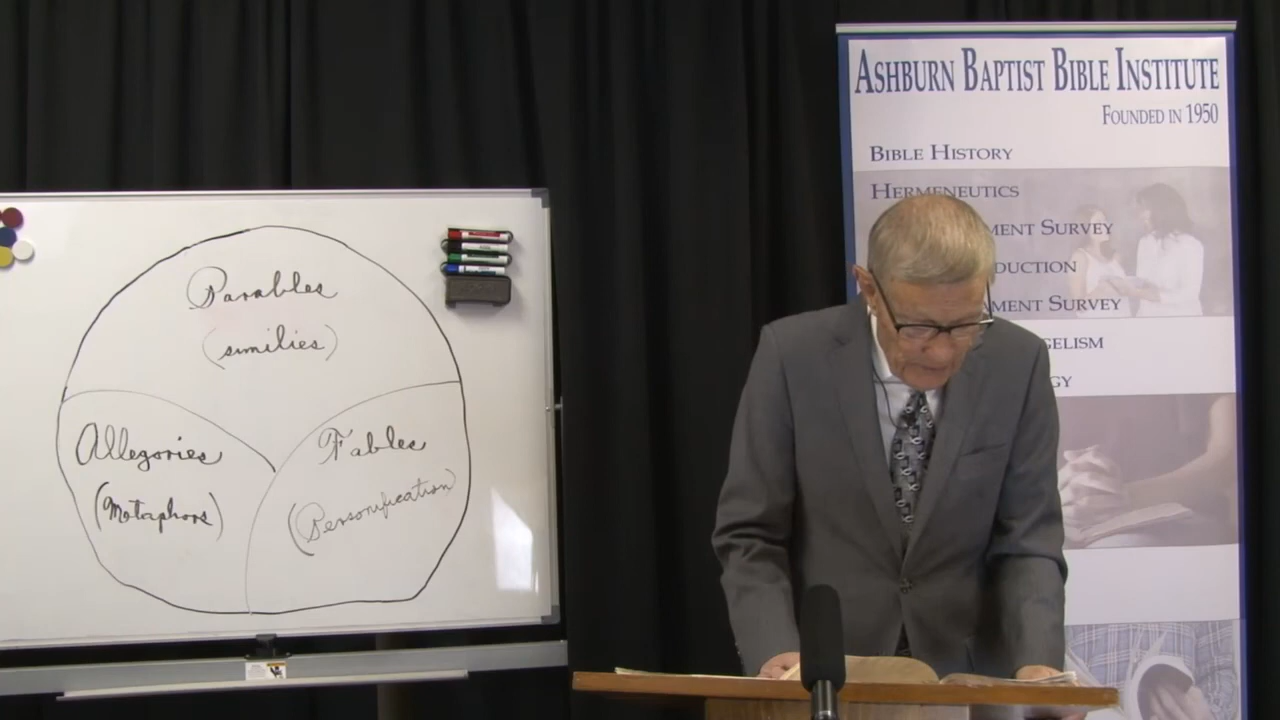 Parables
(similies)
Allegories
(Metaphors)
Fables
(Personification)
ASHBURN BAPTIST BIBLE INSTITUTE
FOUNDED IN 1950
BIBLE HISTORY
HERMENEUTICS
MENT SURVEY
DUCTION
MENT SURVEY
GELISM
GY